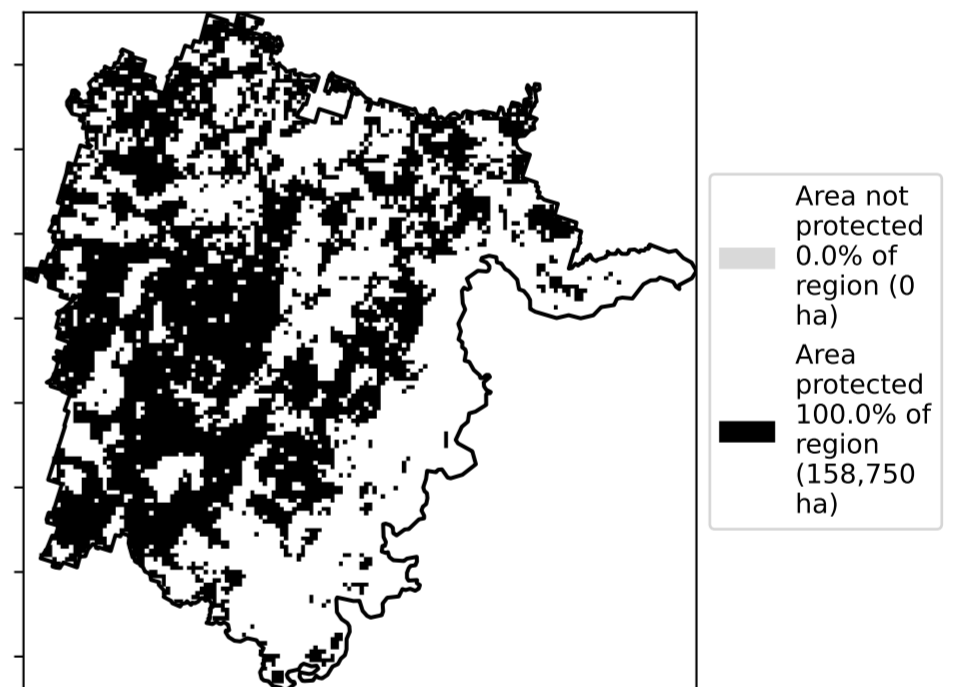 Area not
protected
0.0% of
region (0
ha)
Area
protected
100.0% of
region
(158,750
ha)